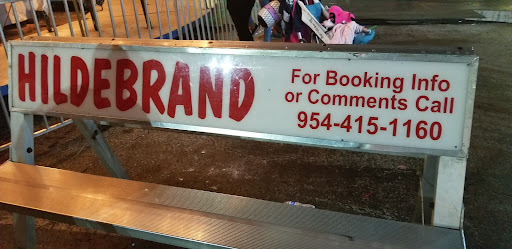 HILDEBRAND
For Booking Info
or Comments Call
954-415-1160